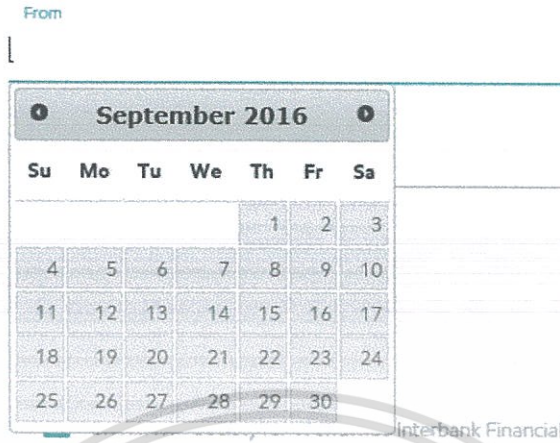 From
September 2016
Su Mo Tu We Th Fr Sa
1 2 3
4 5 6 7 8 9 10
11 12 13 14 15 16 17
18 19 20 21 22 23 24
25 26 27 28 29 30
Interbank Financia